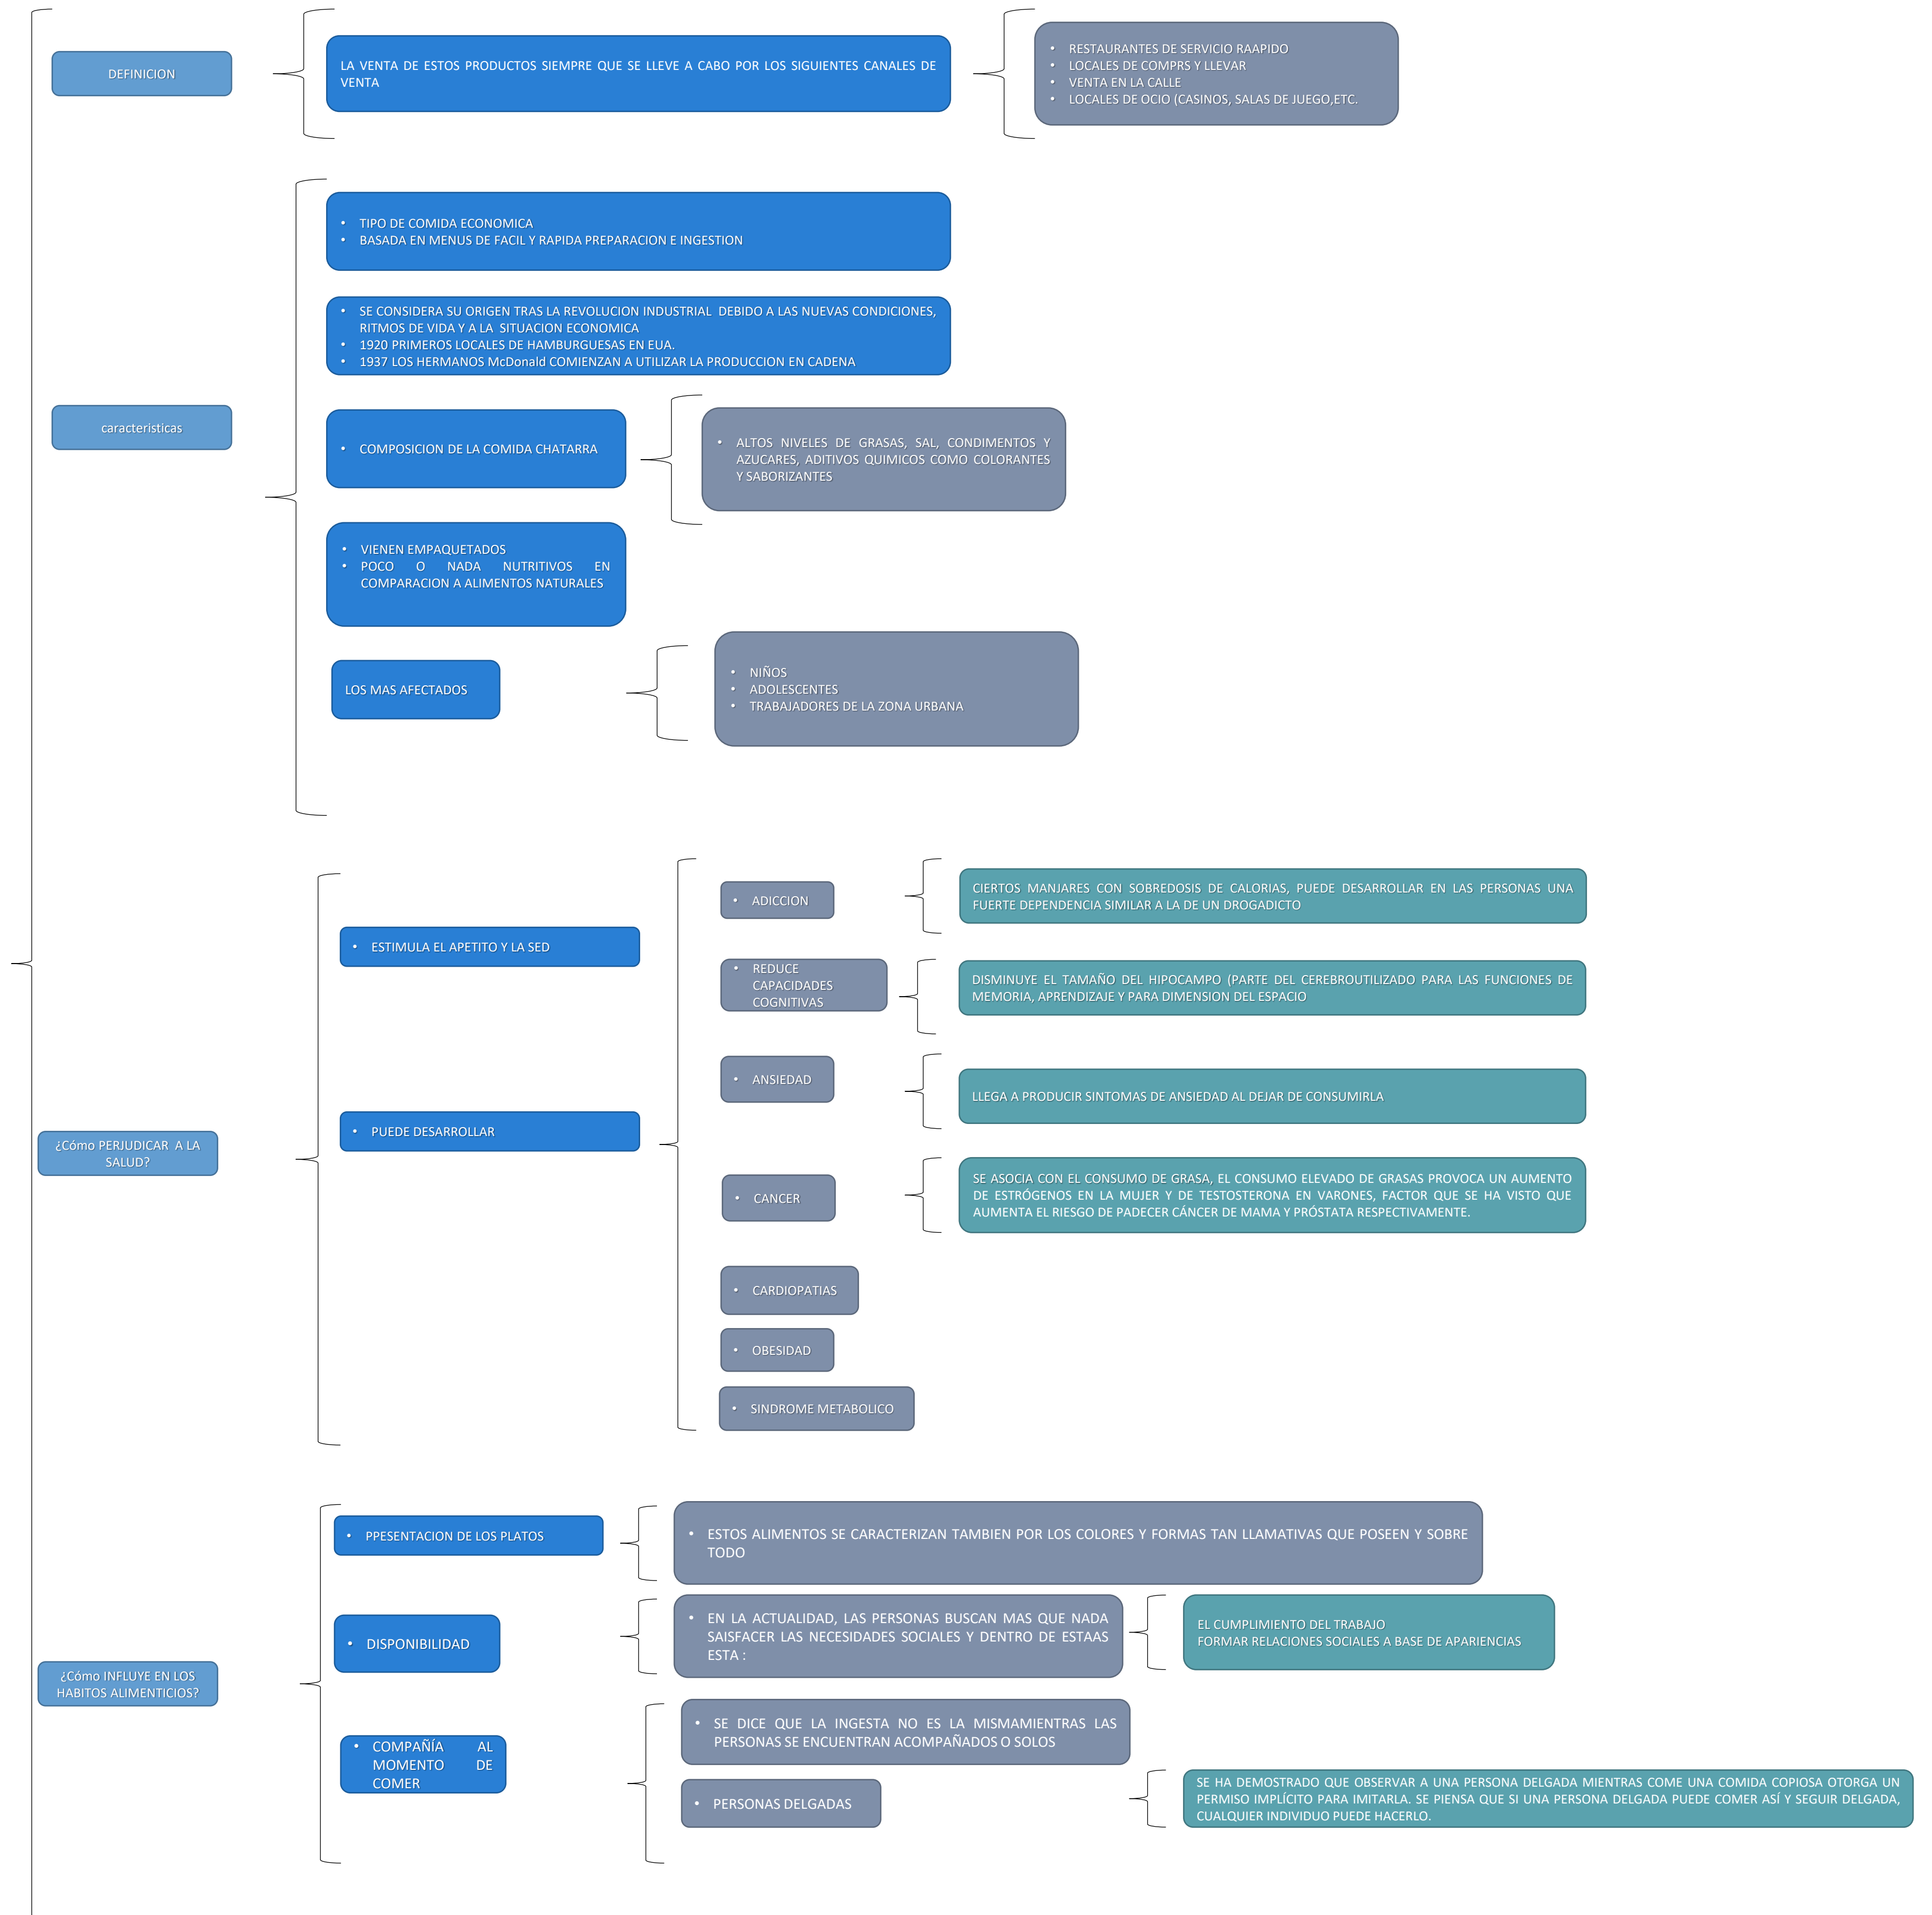 DEFINICION
LA VENTA DE ESTOS PRODUCTOS SIEMPRE QUE SE LLEVE A CABO POR LOS SIGUIENTES CANALES DE
VENTA
• RESTAURANTES DE SERVICIO RAAPIDO
• LOCALES DE COMPRS Y LLEVAR
• VENTA EN LA CALLE
• LOCALES DE OCIO (CASINOS, SALAS DE JUEGO,ETC.
caracteristicas
• TIPO DE COMIDA ECONOMICA
• BASADA EN MENUS DE FACIL Y RAPIDA PREPARACION E INGESTION
• SE CONSIDERA SU ORIGEN TRAS LA REVOLUCION INDUSTRIAL DEBIDO A LAS NUEVAS CONDICIONES,
RITMOS DE VIDA Y A LA SITUACION ECONOMICA
• 1920 PRIMEROS LOCALES DE HAMBURGUESAS EN EUA.
• 1937 LOS HERMANOS McDonald COMIENZAN A UTILIZAR LA PRODUCCION EN CADENA
• COMPOSICION DE LA COMIDA CHATARRA
• ALTOS NIVELES DE GRASAS, SAL, CONDIMENTOS Y
AZUCARES, ADITIVOS QUIMICOS COMO COLORANTES
Y SABORIZANTES
• VIENEN EMPAQUETADOS
• POCO O NADA NUTRITIVOS EN
COMPARACION A ALIMENTOS NATURALES
LOS MAS AFECTADOS
• NIÑOS
• ADOLESCENTES
• TRABAJADORES DE LA ZONA URBANA
¿Cómo PERJUDICAR A LA
SALUD?
• ESTIMULA EL APETITO Y LA SED
• PUEDE DESARROLLAR
• ADICCION
CIERTOS MANJARES CON SOBREDOSIS DE CALORIAS, PUEDE DESARROLLAR EN LAS PERSONAS UNA
FUERTE DEPENDENCIA SIMILAR A LA DE UN DROGADICTO
• REDUCE
CAPACIDADES
COGNITIVAS
DISMINUYE EL TAMAÑO DEL HIPOCAMPO (PARTE DEL CEREBROUTILIZADO PARA LAS FUNCIONES DE
MEMORIA, APRENDIZAJE Y PARA DIMENSION DEL ESPACIO
• ANSIEDAD
LLEGA A PRODUCIR SINTOMAS DE ANSIEDAD AL DEJAR DE CONSUMIRLA
• CANCER
SE ASOCIA CON EL CONSUMO DE GRASA, EL CONSUMO ELEVADO DE GRASAS PROVOCA UN AUMENTO
DE ESTRÓGENOS EN LA MUJER Y DE TESTOSTERONA EN VARONES, FACTOR QUE SE HA VISTO QUE
AUMENTA EL RIESGO DE PADECER CÁNCER DE MAMA Y PRÓSTATA RESPECTIVAMENTE.
• CARDIOPATIAS
• OBESIDAD
• SINDROME METABOLICO
¿Cómo INFLUYE EN LOS
HABITOS ALIMENTICIOS?
• PPESENTACION DE LOS PLATOS
• ESTOS ALIMENTOS SE CARACTERIZAN TAMBIEN POR LOS COLORES Y FORMAS TAN LLAMATIVAS QUE POSEEN Y SOBRE
TODO
• DISPONIBILIDAD
• EN LA ACTUALIDAD, LAS PERSONAS BUSCAN MAS QUE NADA
SAISFACER LAS NECESIDADES SOCIALES Y DENTRO DE ESTAAS
ESTA :
EL CUMPLIMIENTO DEL TRABAJO
FORMAR RELACIONES SOCIALES A BASE DE APARIENCIAS
• COMPAÑÍA AL
MOMENTO DE
COMER
• SE DICE QUE LA INGESTA NO ES LA MISMAMIENTRAS LAS
PERSONAS SE ENCUENTRAN ACOMPAÑADOS O SOLOS
• PERSONAS DELGADAS
SE HA DEMOSTRADO QUE OBSERVAR A UNA PERSONA DELGADA MIENTRAS COME UNA COMIDA COPIOSA OTORGA UN
PERMISO IMPLÍCITO PARA IMITARLA. SE PIENSA QUE SI UNA PERSONA DELGADA PUEDE COMER ASÍ Y SEGUIR DELGADA,
CUALQUIER INDIVIDUO PUEDE HACERLO.